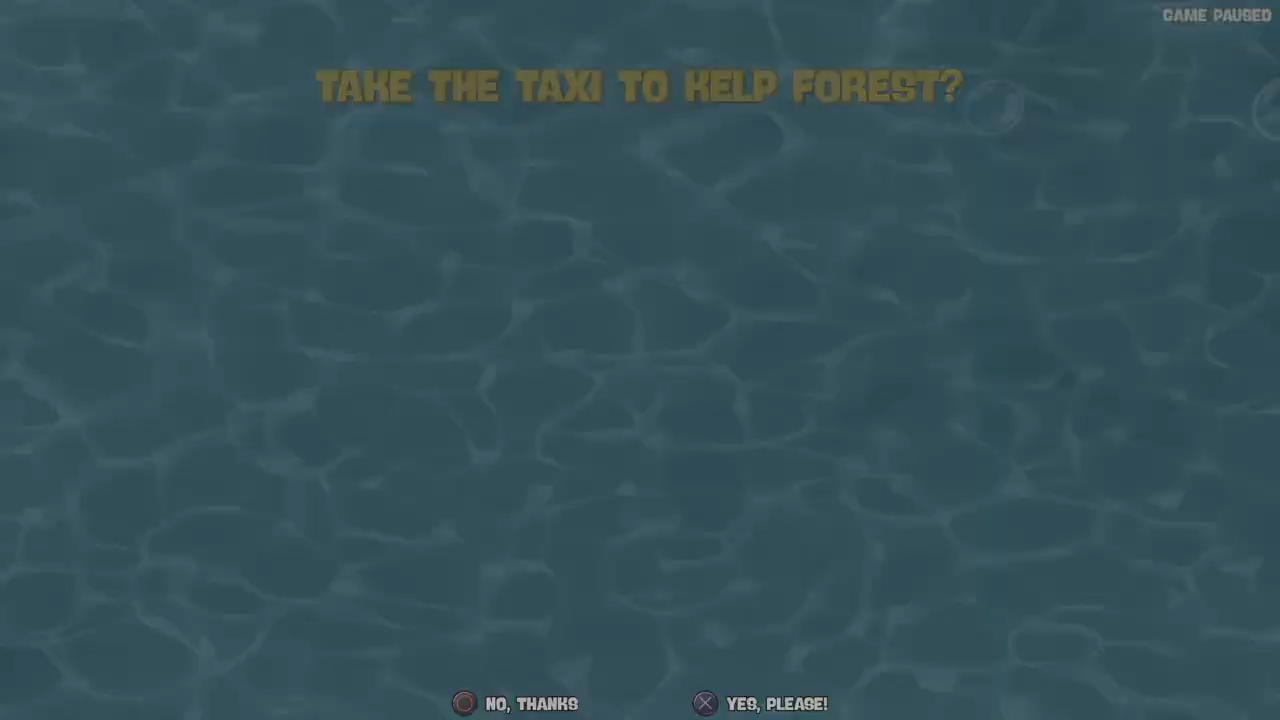 GAME PAUSED
TAKE THE TAXI TO KELP FOREST?
NO, THANKS
YES, PLEASE!